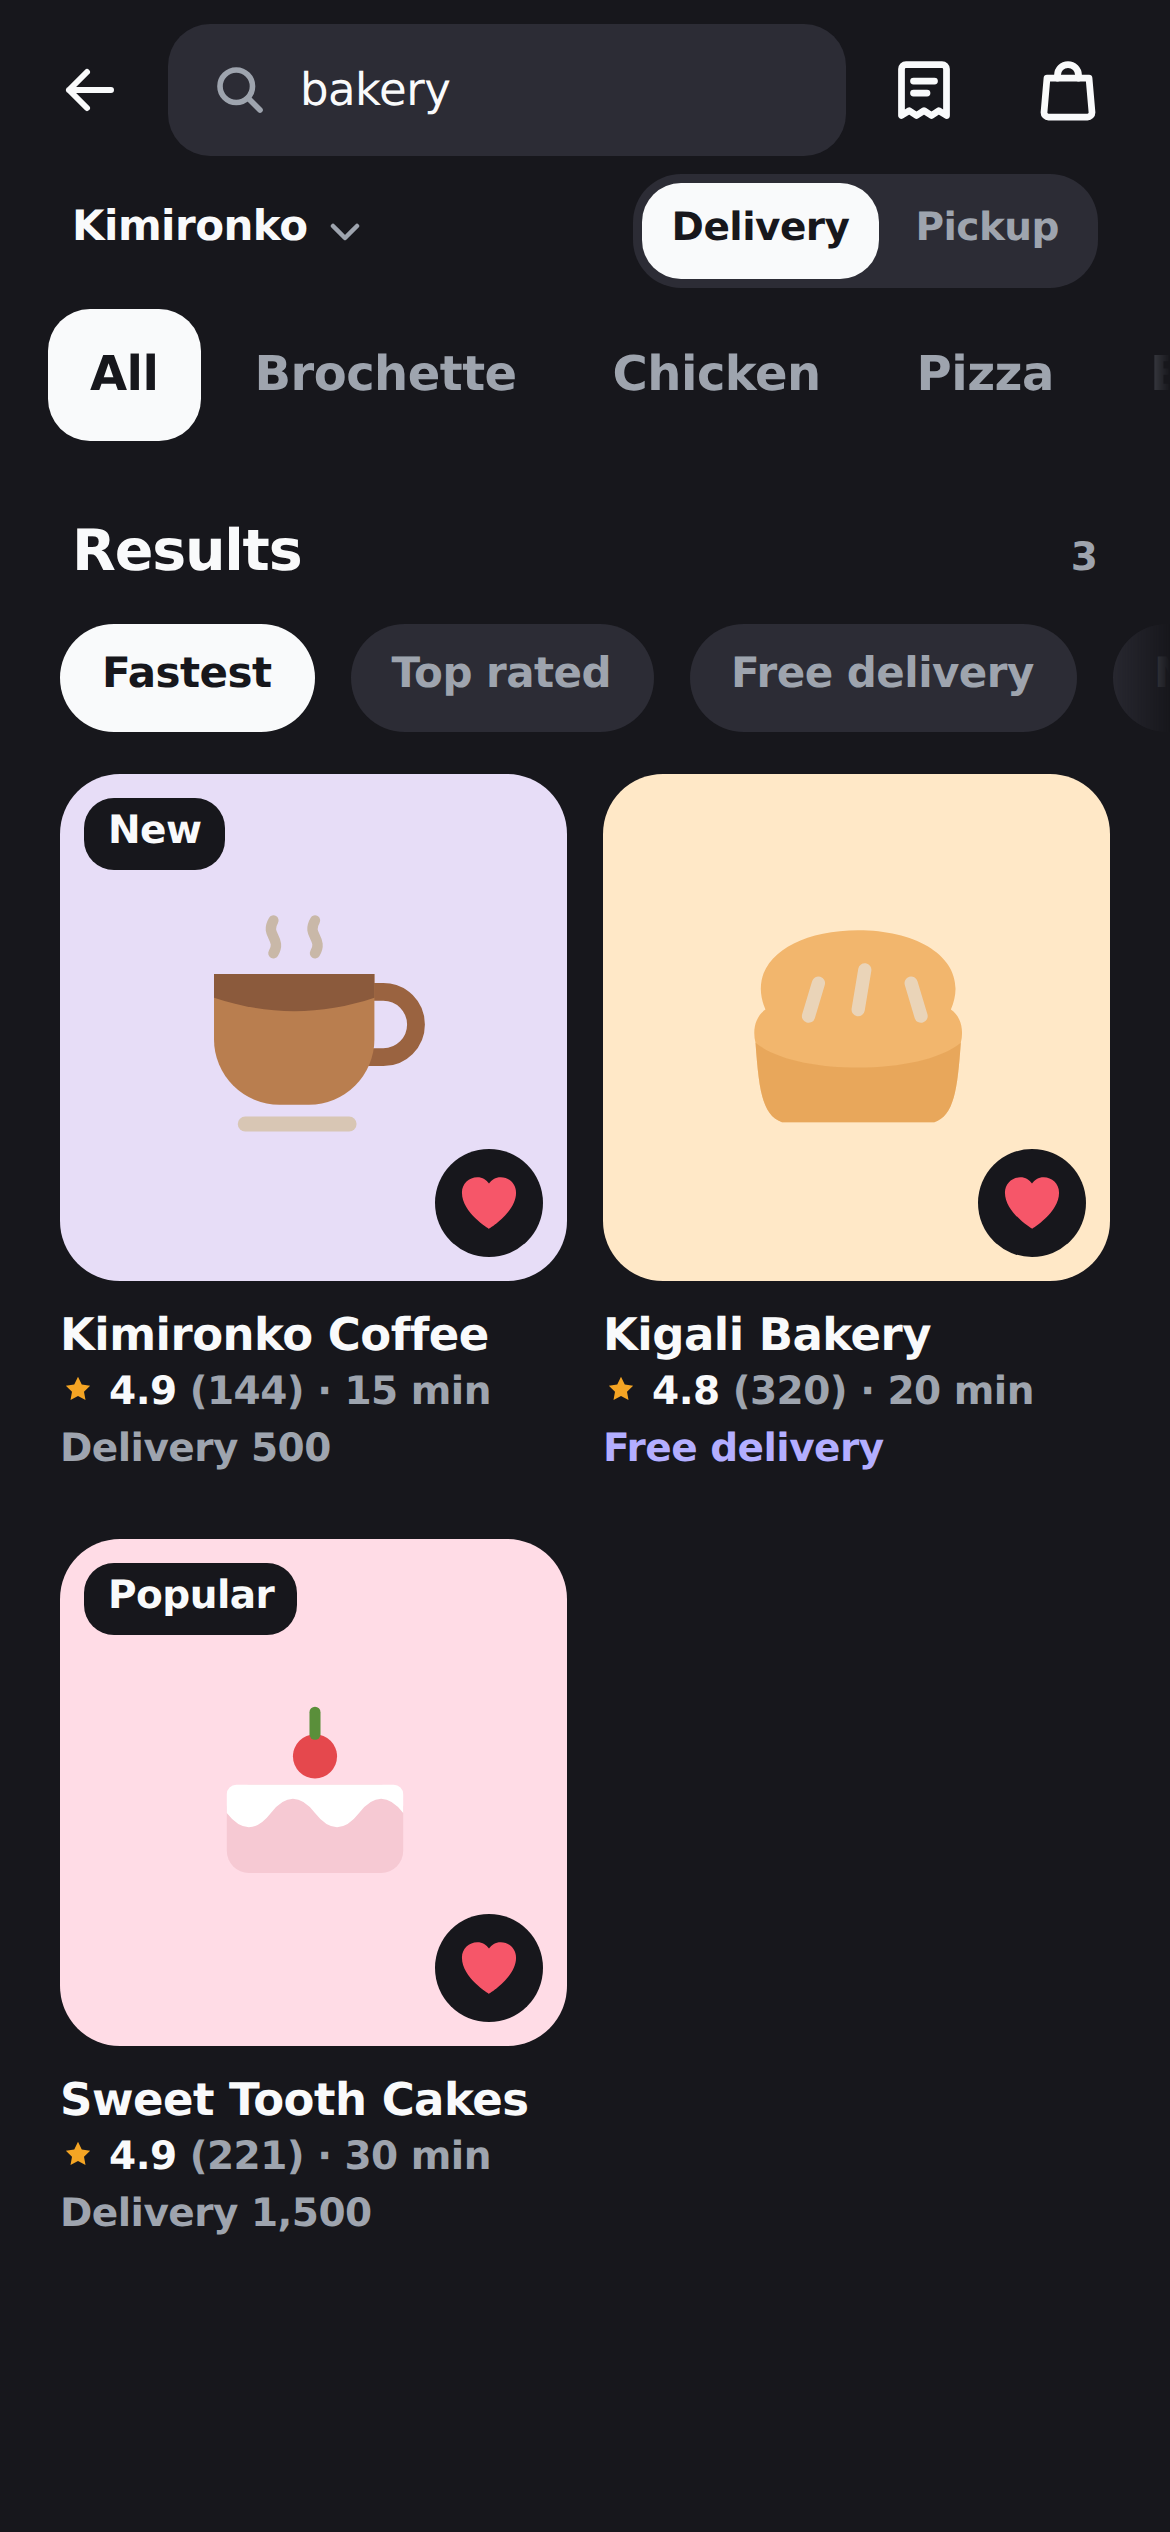 bakery
Kimironko
Delivery Pickup
All Brochette Chicken Pizza
Results
3
Fastest Top rated Free delivery
New
Kimironko Coffee
4.9 (144) · 15 min
Delivery 500
Kigali Bakery
4.8 (320) · 20 min
Free delivery
Popular
Sweet Tooth Cakes
4.9 (221) · 30 min
Delivery 1,500